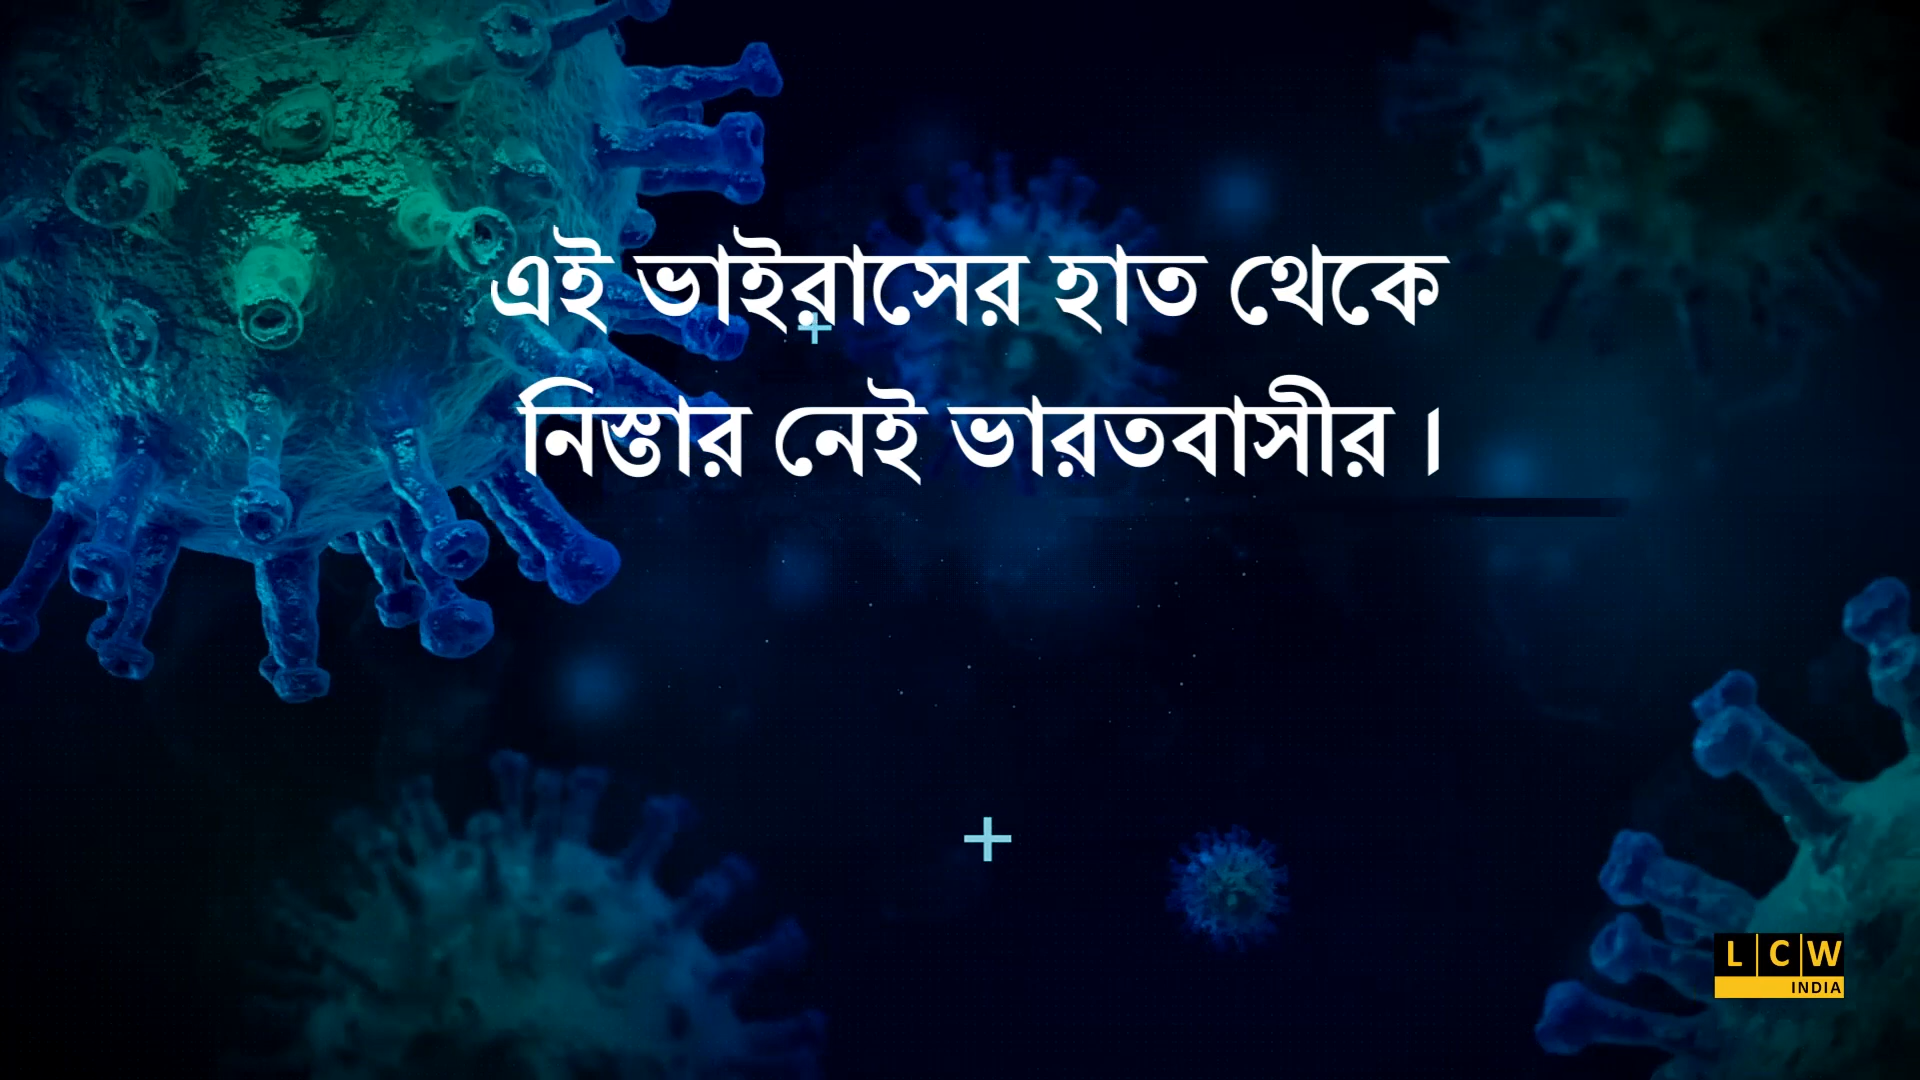 এই ভাইরাসের হাত থেকে
নিস্তার নেই ভারতবাসীর ।
L C W
INDIA